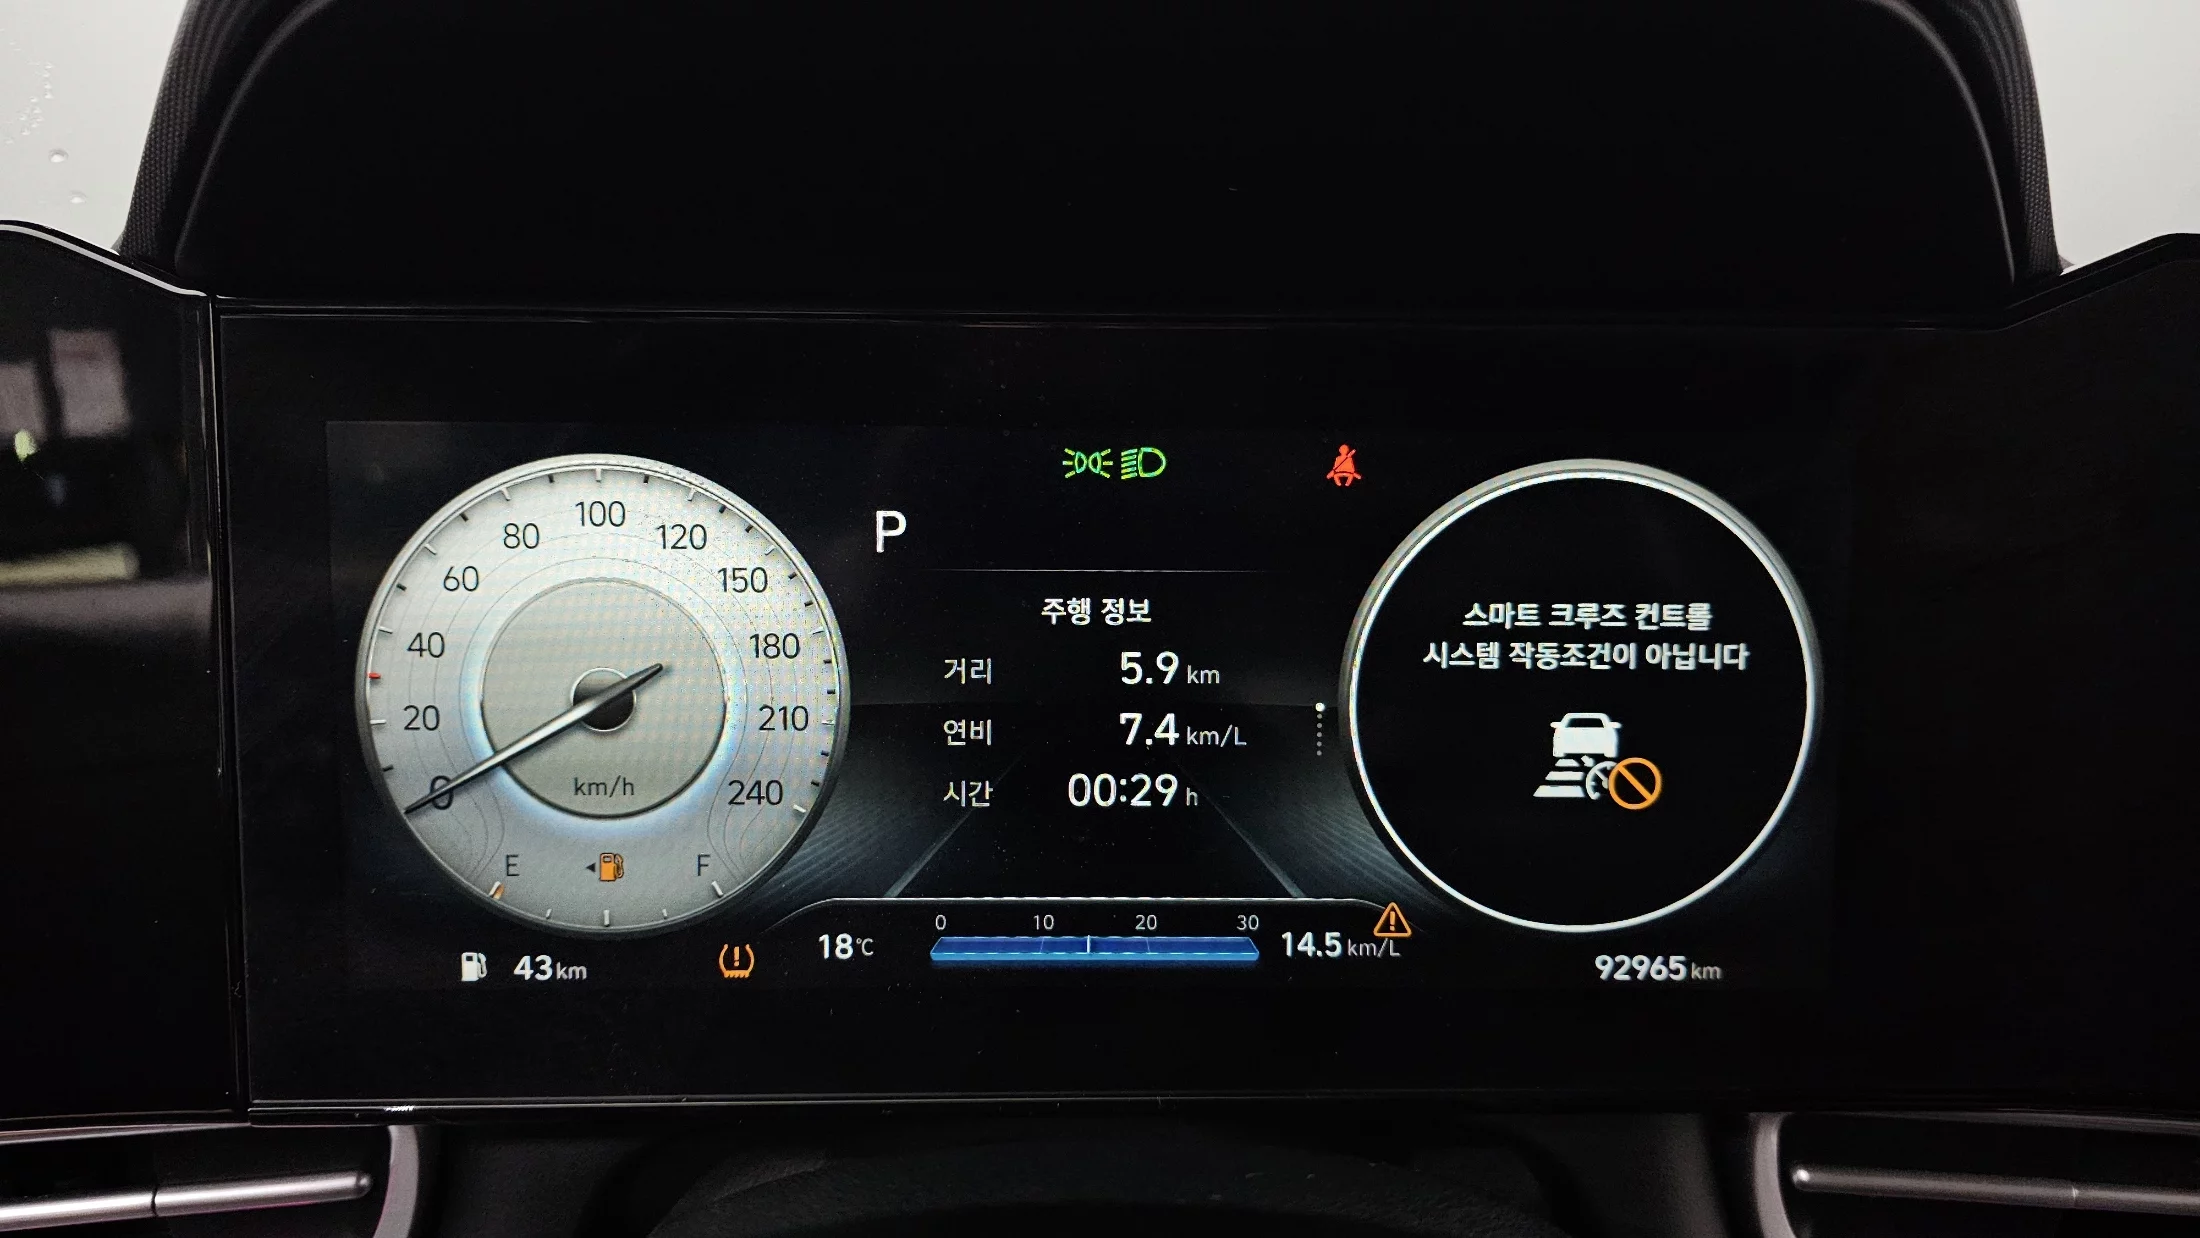 80 100 120
60 150
40 180
20 210
0 km/h 240
E F
43 km
P
주행 정보
거리 5.9 km
연비 7.4 km/L
시간 00:29 h
0 10 20 30
18°C 14.5 km/L
스마트 크루즈 컨트롤
시스템 작동조건이 아닙니다
92965 km